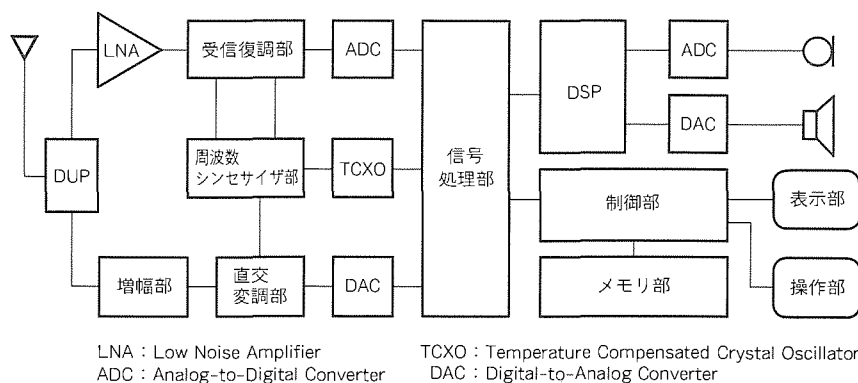 LNA
受信復調部
ADC
DUP
周波数
シンセサイザ部
TCXO
増幅部
直交
変調部
DAC
信号
処理部
DSP
ADC
DAC
制御部
メモリ部
表示部
操作部
LNA : Low Noise Amplifier
TCXO : Temperature Compensated Crystal Oscillator
ADC : Analog-to-Digital Converter
DAC : Digital-to-Analog Converter